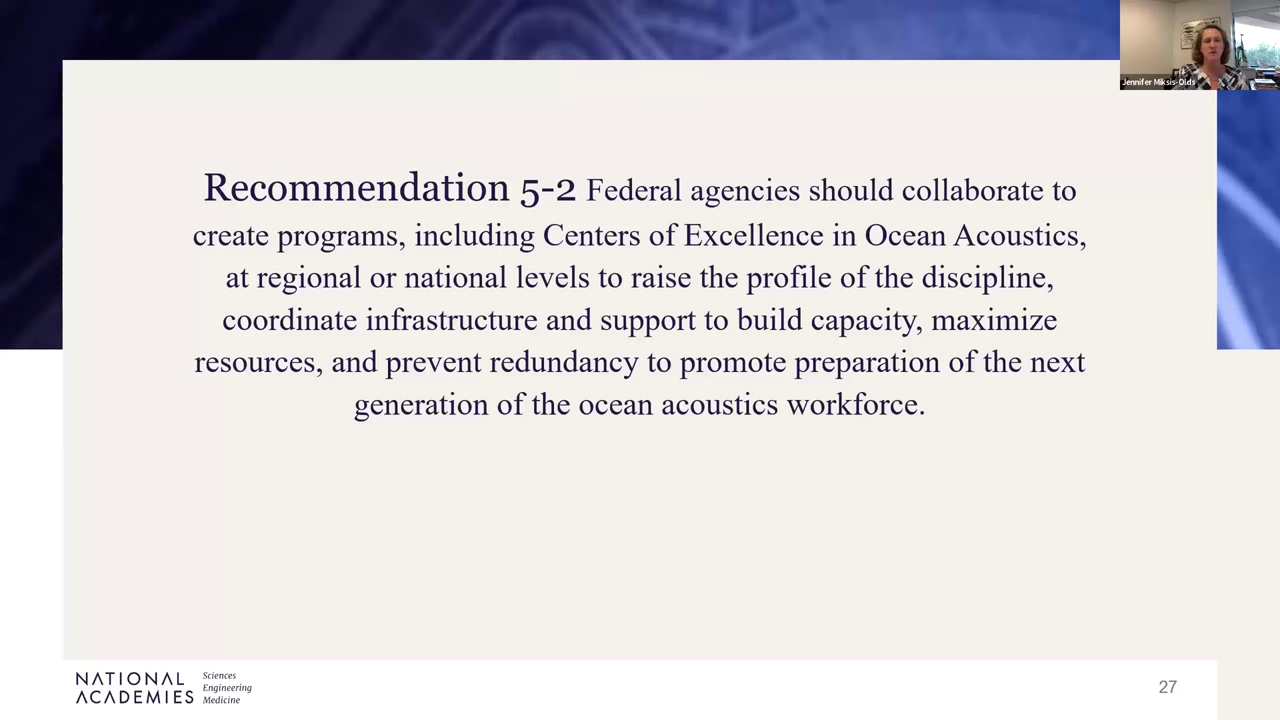 Jennifer Miksis-Olds
Recommendation 5-2 Federal agencies should collaborate to
create programs, including Centers of Excellence in Ocean Acoustics,
at regional or national levels to raise the profile of the discipline,
coordinate infrastructure and support to build capacity, maximize
resources, and prevent redundancy to promote preparation of the next
generation of the ocean acoustics workforce.
NATIONAL
ACADEMIES
Sciences
Engineering
Medicine
27